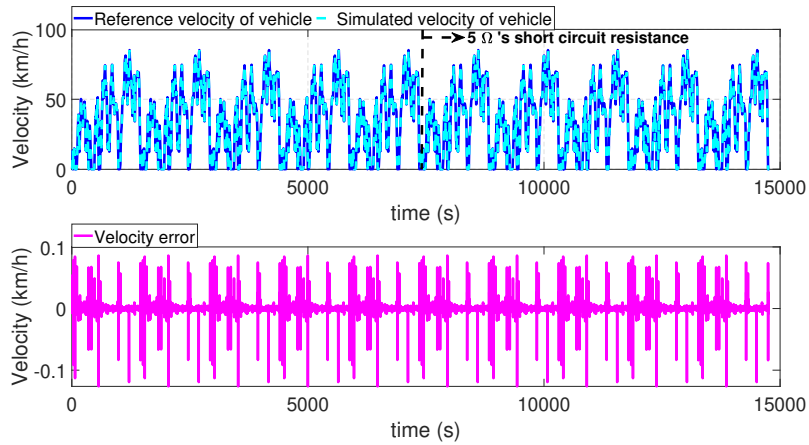 Reference velocity of vehicle Simulated velocity of vehicle
100
5 Ω 's short circuit resistance
50
0
Velocity (km/h)
0 5000 10000 15000
time (s)
Velocity error
0.1
0
-0.1
Velocity (km/h)
0 5000 10000 15000
time (s)